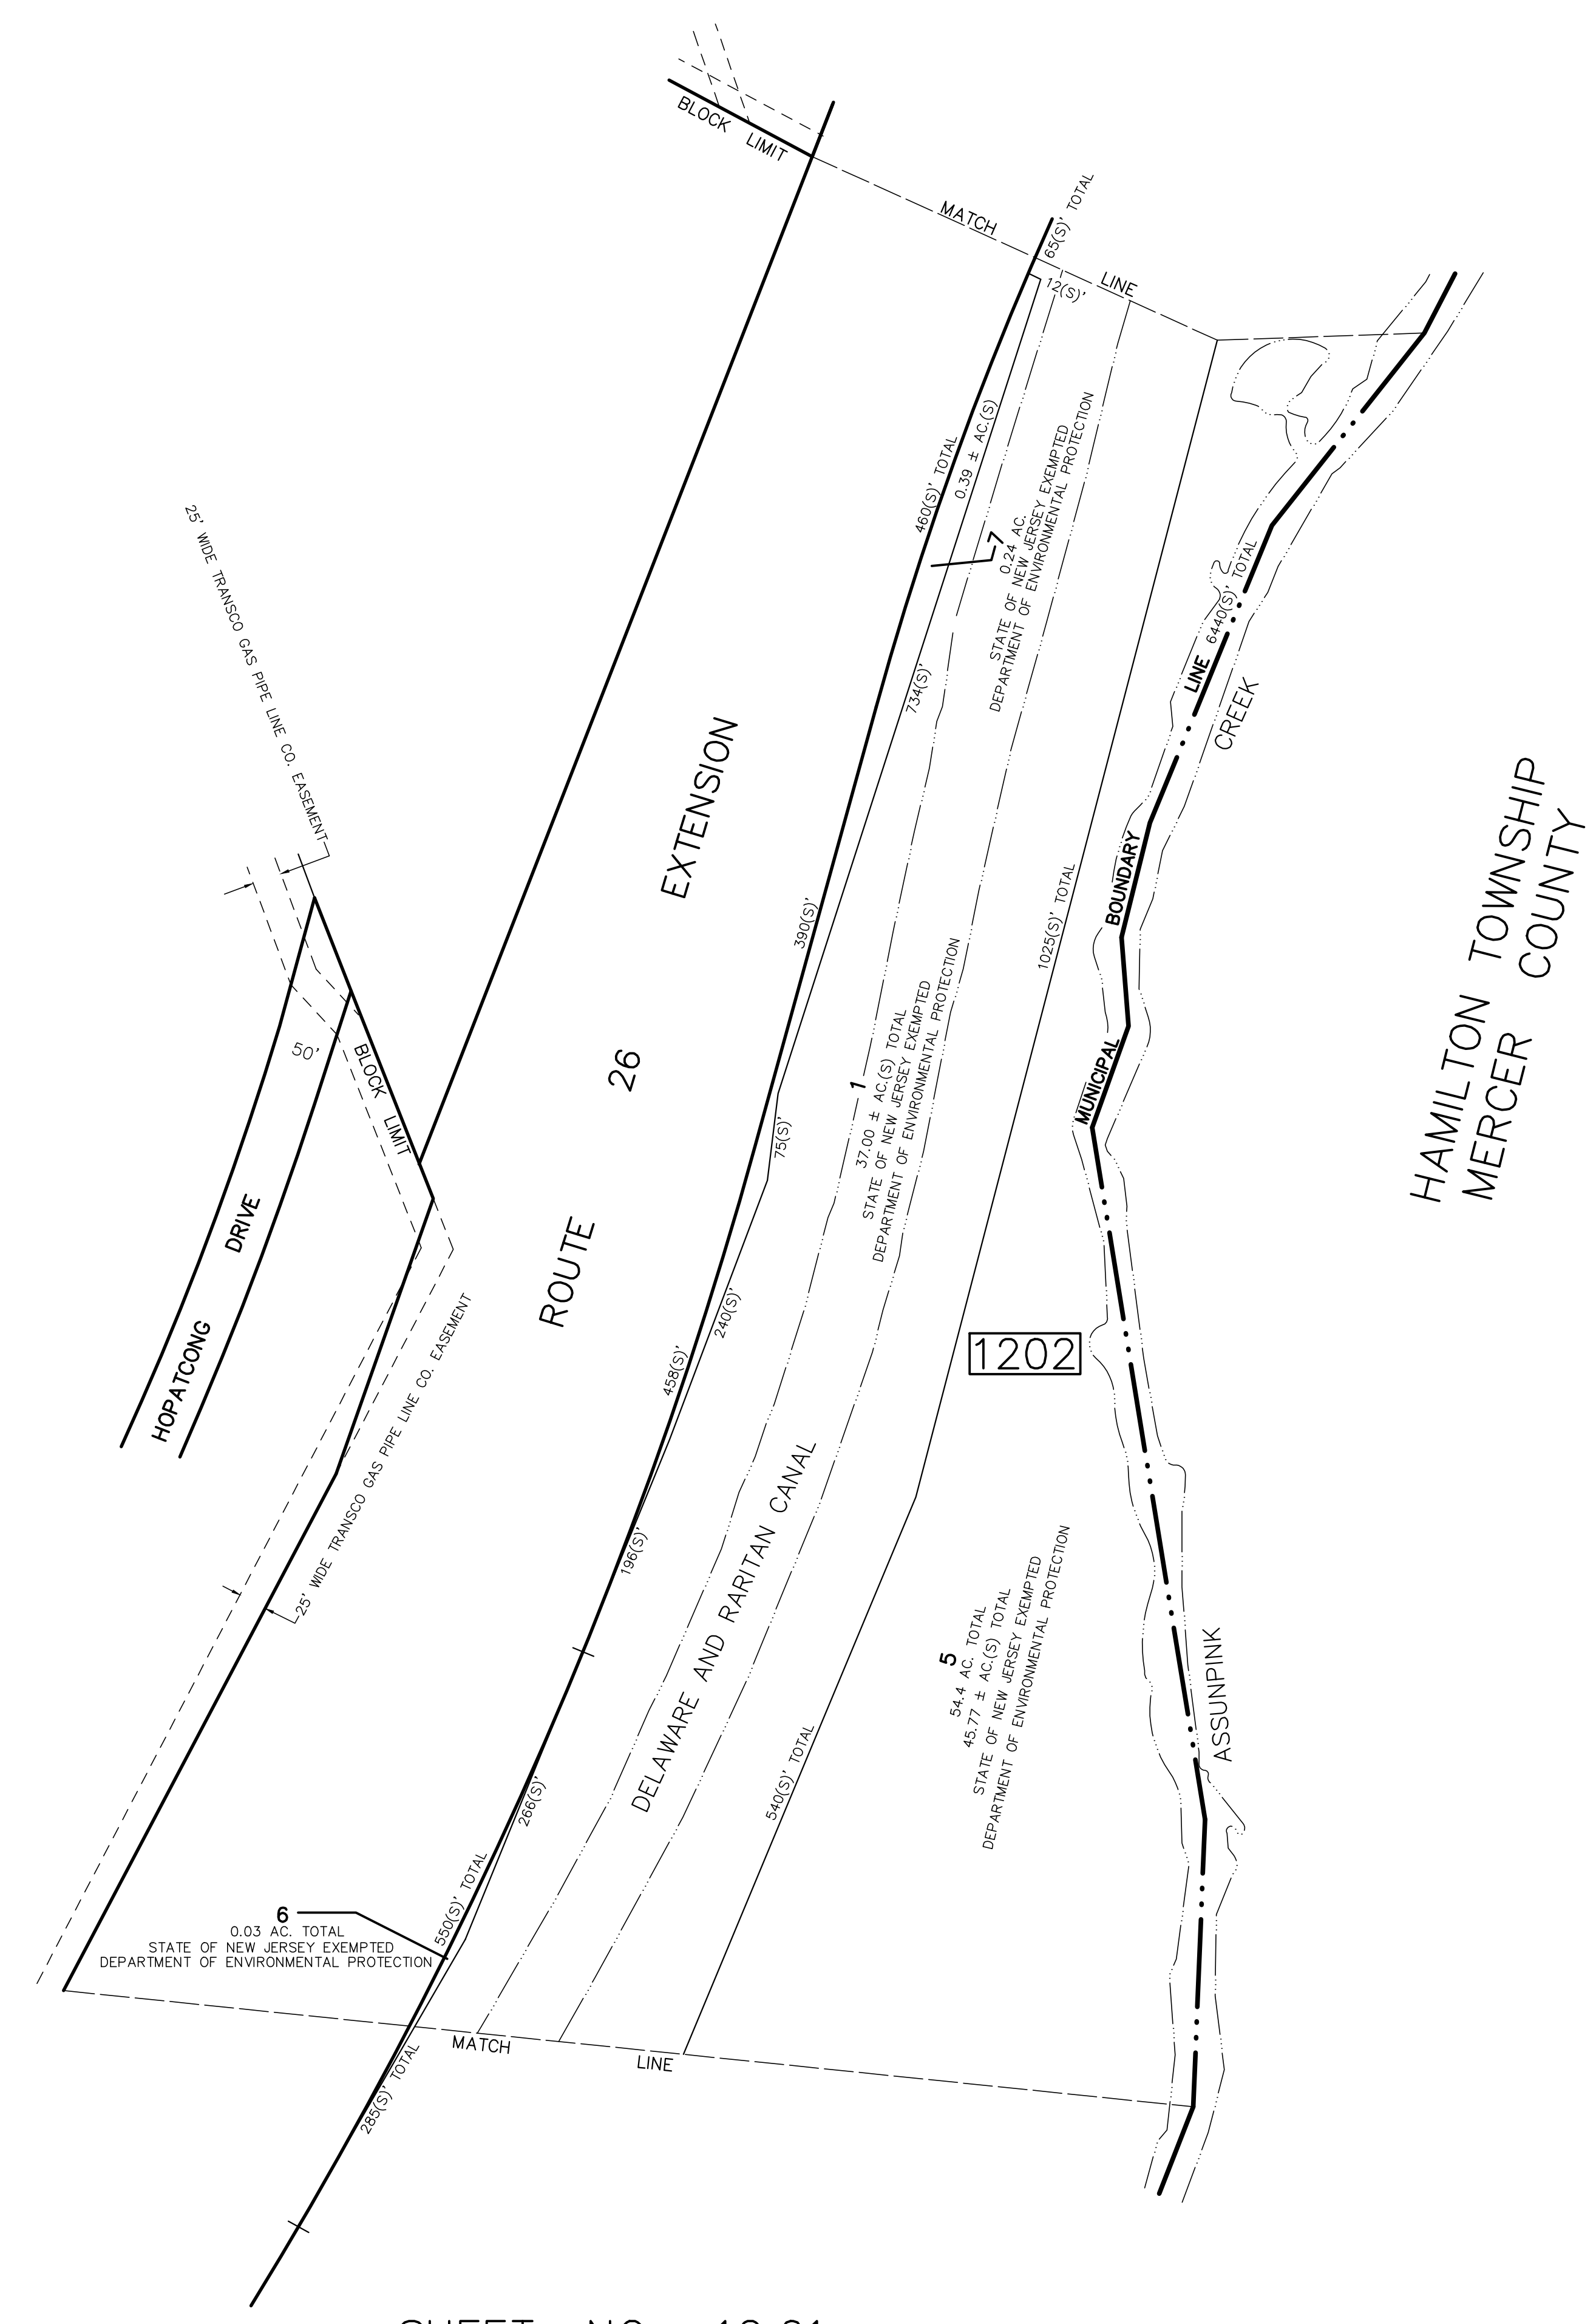 BLOCK LIMIT
MATCH LINE
65(S)' TOTAL
12(S)'
460(S)' TOTAL
0.39 ± AC.(S)
7
0.24 AC.
STATE OF NEW JERSEY EXEMPTED
DEPARTMENT OF ENVIRONMENTAL PROTECTION
734(S)'
25' WIDE TRANSCO GAS PIPE LINE CO. EASEMENT
ROUTE 26 EXTENSION
390(S)'
1025(S)' TOTAL
MUNICIPAL BOUNDARY LINE 6440(S)' TOTAL
ASSUNPINK CREEK
HAMILTON TOWNSHIP
MERCER COUNTY
50'
BLOCK LIMIT
HOPATCONG DRIVE
75(S)'
1
37.00 ± AC.(S) TOTAL
STATE OF NEW JERSEY EXEMPTED
DEPARTMENT OF ENVIRONMENTAL PROTECTION
240(S)'
458(S)'
1202
25' WIDE TRANSCO GAS PIPE LINE CO. EASEMENT
196(S)'
DELAWARE AND RARITAN CANAL
5
54.4 AC. TOTAL
45.77 ± AC.(S) TOTAL
STATE OF NEW JERSEY EXEMPTED
DEPARTMENT OF ENVIRONMENTAL PROTECTION
540(S)' TOTAL
266(S)'
550(S)' TOTAL
6
0.03 AC. TOTAL
STATE OF NEW JERSEY EXEMPTED
DEPARTMENT OF ENVIRONMENTAL PROTECTION
MATCH LINE
285(S)' TOTAL
SHEET NO.